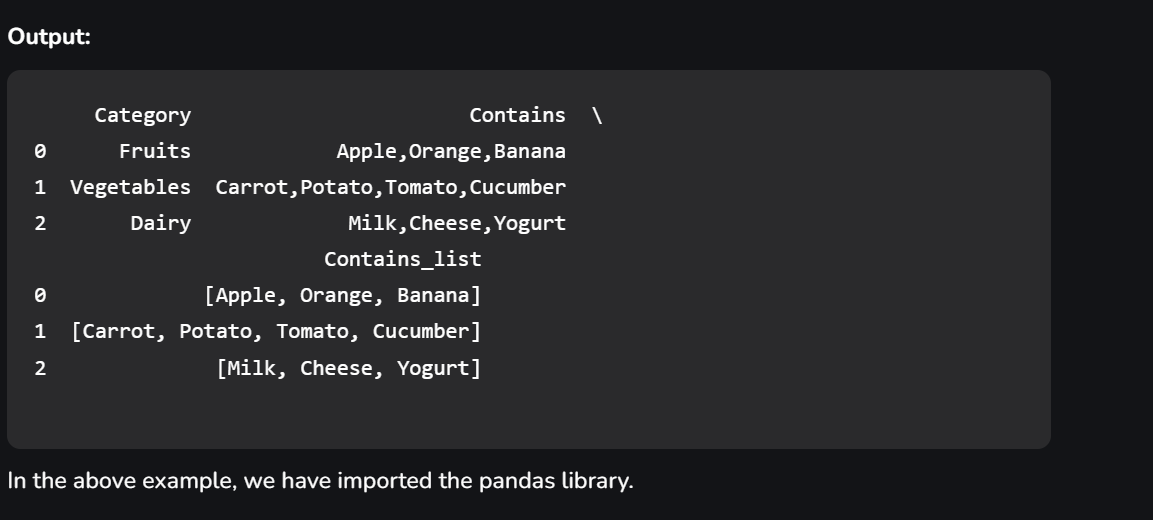 Output:
Category Contains \
0 Fruits Apple,Orange,Banana
1 Vegetables Carrot,Potato,Tomato,Cucumber
2 Dairy Milk,Cheese,Yogurt
Contains_list
0 [Apple, Orange, Banana]
1 [Carrot, Potato, Tomato, Cucumber]
2 [Milk, Cheese, Yogurt]
In the above example, we have imported the pandas library.